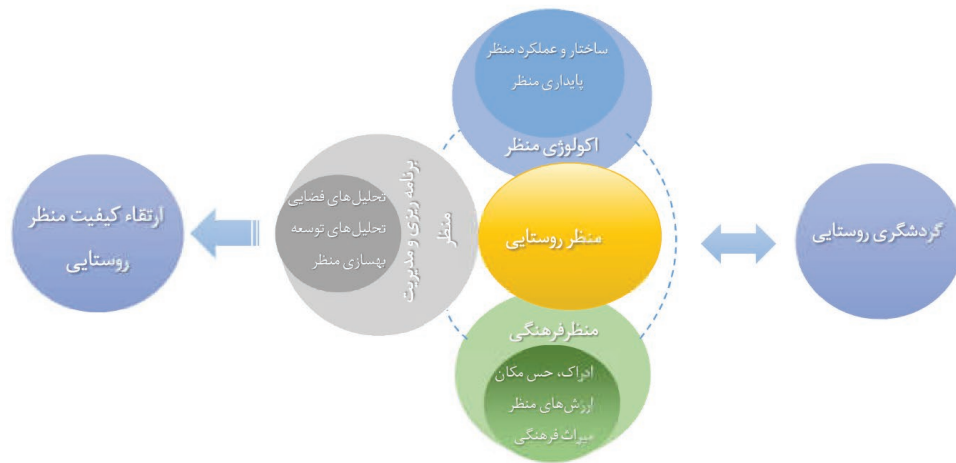 ساختار و عملکرد منظر
پایداری منظر
اکولوژی منظر
گردشگری روستایی
منظر روستایی
برنامه ریزی و مدیریت
منظر
تحلیل‌های فضایی
تحلیل‌های توسعه
بهسازی منظر
ارتقاء کیفیت منظر
روستایی
منظرفرهنگی
ادراک، حس مکان
ارزش‌های منظر
میراث فرهنگی